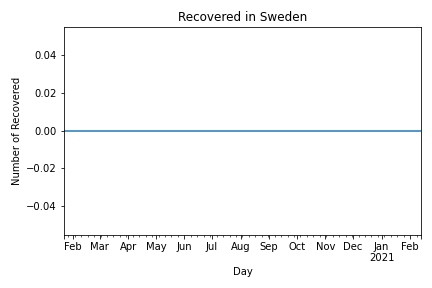 Recovered in Sweden
0.04
0.02
0.00
−0.02
−0.04
Number of Recovered
Feb Mar Apr May Jun Jul Aug Sep Oct Nov Dec Jan Feb
2021
Day